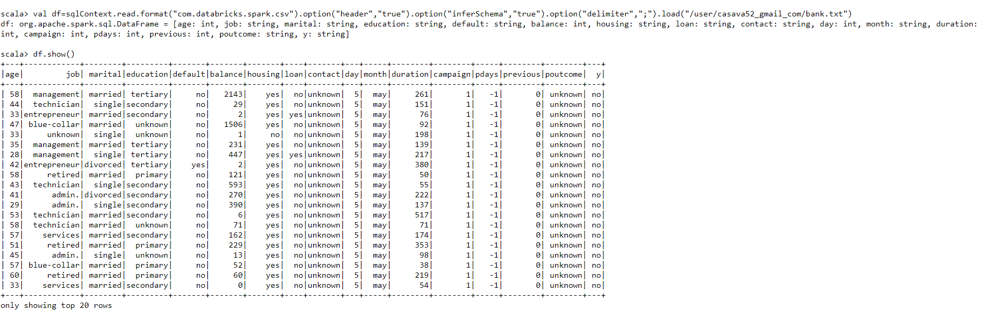 scala> val df=sqlContext.read.format("com.databricks.spark.csv").option("header","true").option("inferSchema","true").option("delimiter",";").load("/user/casava52_gmail_com/bank.txt")
df: org.apache.spark.sql.DataFrame = [age: int, job: string, marital: string, education: string, default: string, balance: int, housing: string, loan: string, contact: string, day: int, month: string, duration:
int, campaign: int, pdays: int, previous: int, poutcome: string, y: string]
scala> df.show()
+---+------------+--------+---------+-------+-------+-------+----+-------+---+-----+--------+--------+-----+--------+--------+---+
|age|         job| marital|education|default|balance|housing|loan|contact|day|month|duration|campaign|pdays|previous|poutcome|  y|
+---+------------+--------+---------+-------+-------+-------+----+-------+---+-----+--------+--------+-----+--------+--------+---+
| 58|  management| married| tertiary|     no|   2143|    yes|  no|unknown|  5|  may|     261|       1|   -1|       0| unknown| no|
| 44|  technician|  single|secondary|     no|     29|    yes|  no|unknown|  5|  may|     151|       1|   -1|       0| unknown| no|
| 33|entrepreneur| married|secondary|     no|      2|    yes| yes|unknown|  5|  may|      76|       1|   -1|       0| unknown| no|
| 47| blue-collar| married|  unknown|     no|   1506|    yes|  no|unknown|  5|  may|      92|       1|   -1|       0| unknown| no|
| 33|     unknown|  single|  unknown|     no|      1|     no|  no|unknown|  5|  may|     198|       1|   -1|       0| unknown| no|
| 35|  management| married| tertiary|     no|    231|    yes|  no|unknown|  5|  may|     139|       1|   -1|       0| unknown| no|
| 28|  management|  single| tertiary|     no|    447|    yes| yes|unknown|  5|  may|     217|       1|   -1|       0| unknown| no|
| 42|entrepreneur|divorced| tertiary|    yes|      2|    yes|  no|unknown|  5|  may|     380|       1|   -1|       0| unknown| no|
| 58|     retired| married|  primary|     no|    121|    yes|  no|unknown|  5|  may|      50|       1|   -1|       0| unknown| no|
| 43|  technician|  single|secondary|     no|    593|    yes|  no|unknown|  5|  may|      55|       1|   -1|       0| unknown| no|
| 41|      admin.|divorced|secondary|     no|    270|    yes|  no|unknown|  5|  may|     222|       1|   -1|       0| unknown| no|
| 29|      admin.|  single|secondary|     no|    390|    yes|  no|unknown|  5|  may|     137|       1|   -1|       0| unknown| no|
| 53|  technician| married|secondary|     no|      6|    yes|  no|unknown|  5|  may|     517|       1|   -1|       0| unknown| no|
| 58|  technician| married|  unknown|     no|     71|    yes|  no|unknown|  5|  may|      71|       1|   -1|       0| unknown| no|
| 57|    services| married|secondary|     no|    162|    yes|  no|unknown|  5|  may|     174|       1|   -1|       0| unknown| no|
| 51|     retired| married|  primary|     no|    229|    yes|  no|unknown|  5|  may|     353|       1|   -1|       0| unknown| no|
| 45|      admin.|  single|  unknown|     no|     13|    yes|  no|unknown|  5|  may|      98|       1|   -1|       0| unknown| no|
| 57| blue-collar| married|  primary|     no|     52|    yes|  no|unknown|  5|  may|      38|       1|   -1|       0| unknown| no|
| 60|     retired| married|  primary|     no|     60|    yes|  no|unknown|  5|  may|     219|       1|   -1|       0| unknown| no|
| 33|    services| married|secondary|     no|      0|    yes|  no|unknown|  5|  may|      54|       1|   -1|       0| unknown| no|
+---+------------+--------+---------+-------+-------+-------+----+-------+---+-----+--------+--------+-----+--------+--------+---+
only showing top 20 rows